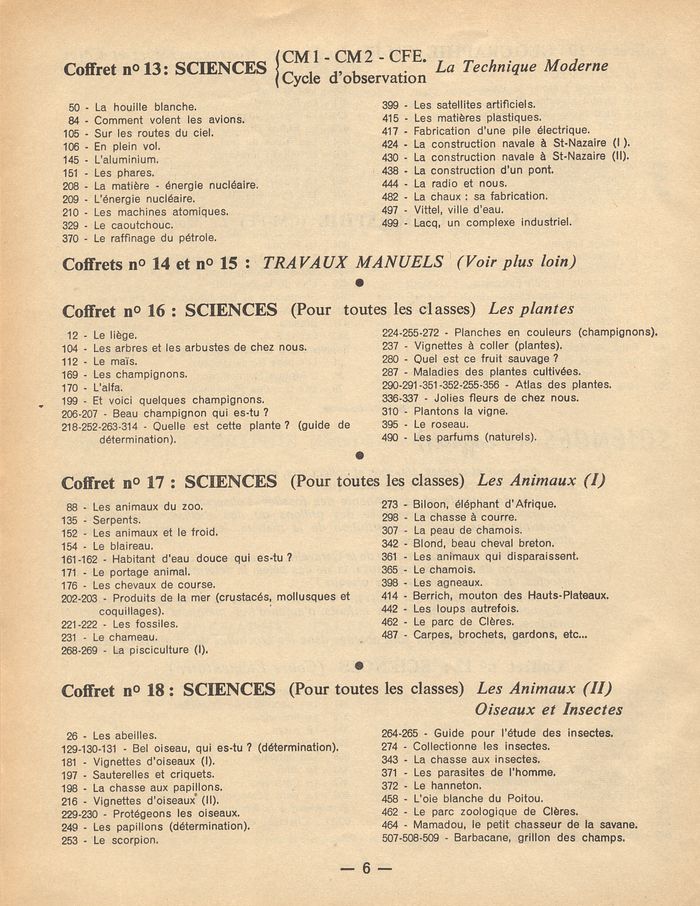 Coffret nº 13 : SCIENCES { CM 1 - CM 2 - CFE. Cycle d'observation La Technique Moderne
50 - La houille blanche.
84 - Comment volent les avions.
105 - Sur les routes du ciel.
106 - En plein vol.
145 - L'aluminium.
151 - Les phares.
208 - La matière - énergie nucléaire.
209 - L'énergie nucléaire.
210 - Les machines atomiques.
329 - Le caoutchouc.
370 - Le raffinage du pétrole.
399 - Les satellites artificiels.
415 - Les matières plastiques.
417 - Fabrication d'une pile électrique.
424 - La construction navale à St-Nazaire (I ).
430 - La construction navale à St-Nazaire (II).
438 - La construction d'un pont.
444 - La radio et nous.
482 - La chaux : sa fabrication.
497 - Vittel, ville d'eau.
499 - Lacq, un complexe industriel.
Coffrets nº 14 et nº 15 : TRAVAUX MANUELS (Voir plus loin)
Coffret nº 16 : SCIENCES (Pour toutes les classes) Les plantes
12 - Le liège.
104 - Les arbres et les arbustes de chez nous.
112 - Le maïs.
169 - Les champignons.
170 - L'alfa.
199 - Et voici quelques champignons.
206-207 - Beau champignon qui es-tu ?
218-252-263-314 - Quelle est cette plante ? (guide de
détermination).
224-255-272 - Planches en couleurs (champignons).
237 - Vignettes à coller (plantes).
280 - Quel est ce fruit sauvage ?
287 - Maladies des plantes cultivées.
290-291-351-352-255-356 - Atlas des plantes.
336-337 - Jolies fleurs de chez nous.
310 - Plantons la vigne.
395 - Le roseau.
490 - Les parfums (naturels).
Coffret nº 17 : SCIENCES (Pour toutes les classes) Les Animaux (I)
88 - Les animaux du zoo.
135 - Serpents.
152 - Les animaux et le froid.
154 - Le blaireau.
161-162 - Habitant d'eau douce qui es-tu ?
171 - Le portage animal.
176 - Les chevaux de course.
202-203 - Produits de la mer (crustacés, mollusques et
coquillages).
221-222 - Les fossiles.
231 - Le chameau.
268-269 - La pisciculture (I).
273 - Biloon, éléphant d'Afrique.
298 - La chasse à courre.
307 - La peau de chamois.
342 - Blond, beau cheval breton.
361 - Les animaux qui disparaissent.
365 - Le chamois.
398 - Les agneaux.
414 - Berrich, mouton des Hauts-Plateaux.
442 - Les loups autrefois.
462 - Le parc de Clères.
487 - Carpes, brochets, gardons, etc...
Coffret nº 18 : SCIENCES (Pour toutes les classes) Les Animaux (II)
Oiseaux et Insectes
26 - Les abeilles.
129-130-131 - Bel oiseau, qui es-tu ? (détermination).
181 - Vignettes d'oiseaux (I).
197 - Sauterelles et criquets.
198 - La chasse aux papillons.
216 - Vignettes d'oiseaux (II).
229-230 - Protégeons les oiseaux.
249 - Les papillons (détermination).
253 - Le scorpion.
264-265 - Guide pour l'étude des insectes.
274 - Collectionne les insectes.
343 - La chasse aux insectes.
371 - Les parasites de l'homme.
372 - Le hanneton.
458 - L'oie blanche du Poitou.
462 - Le parc zoologique de Clères.
464 - Mamadou, le petit chasseur de la savane.
507-508-509 - Barbacane, grillon des champs.
— 6 —